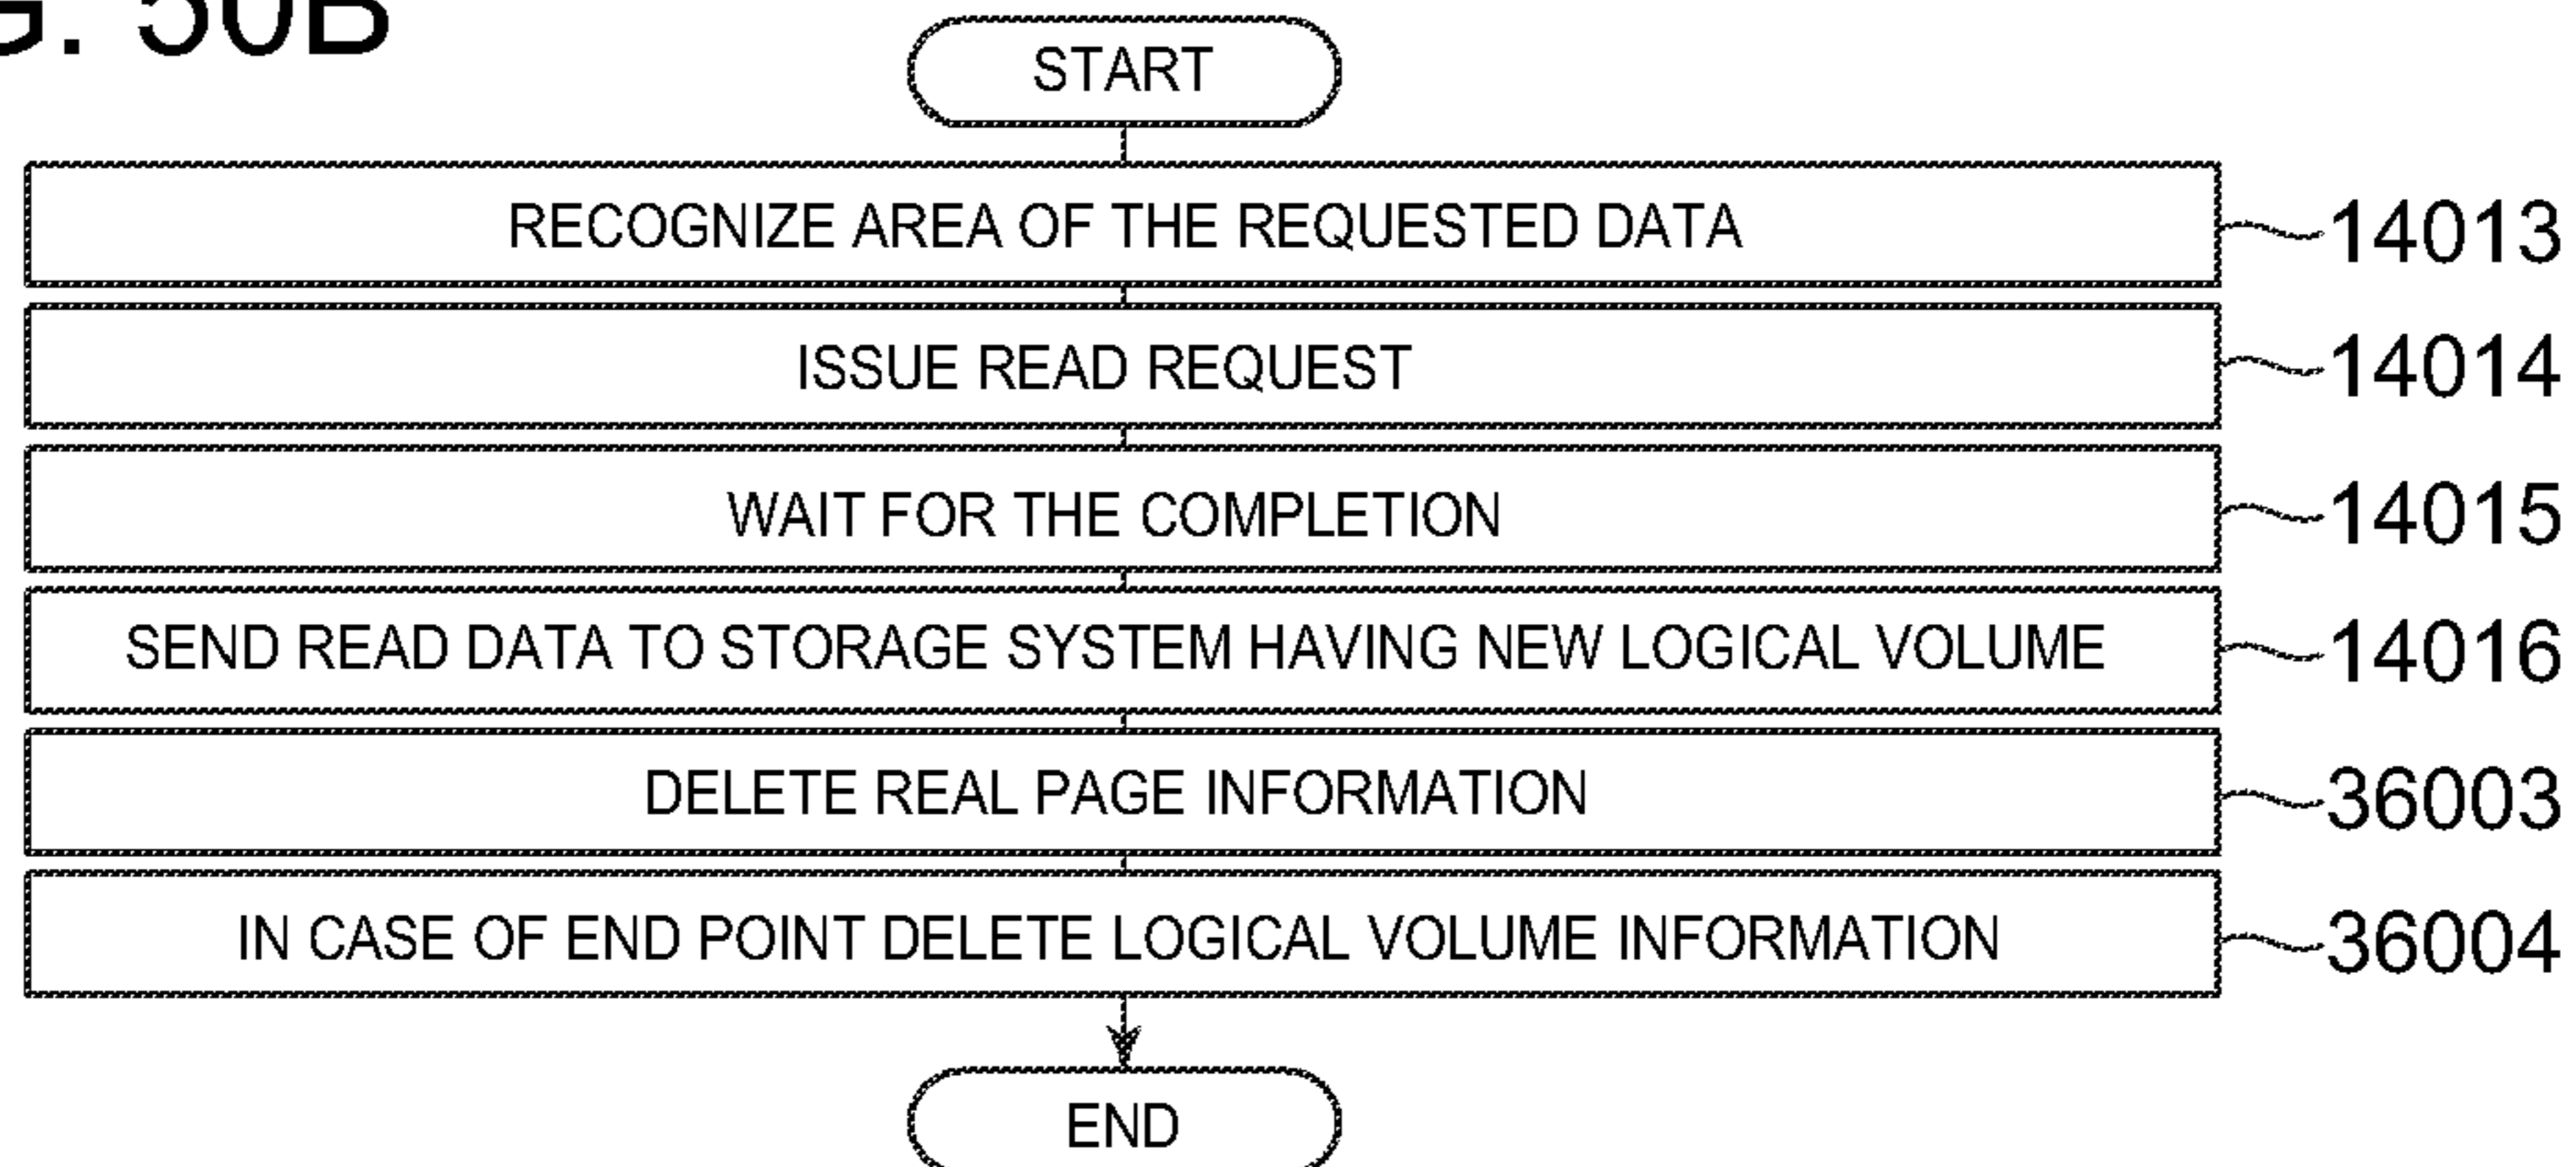 G. 50B
START
RECOGNIZE AREA OF THE REQUESTED DATA 14013
ISSUE READ REQUEST 14014
WAIT FOR THE COMPLETION 14015
SEND READ DATA TO STORAGE SYSTEM HAVING NEW LOGICAL VOLUME 14016
DELETE REAL PAGE INFORMATION 36003
IN CASE OF END POINT DELETE LOGICAL VOLUME INFORMATION 36004
END